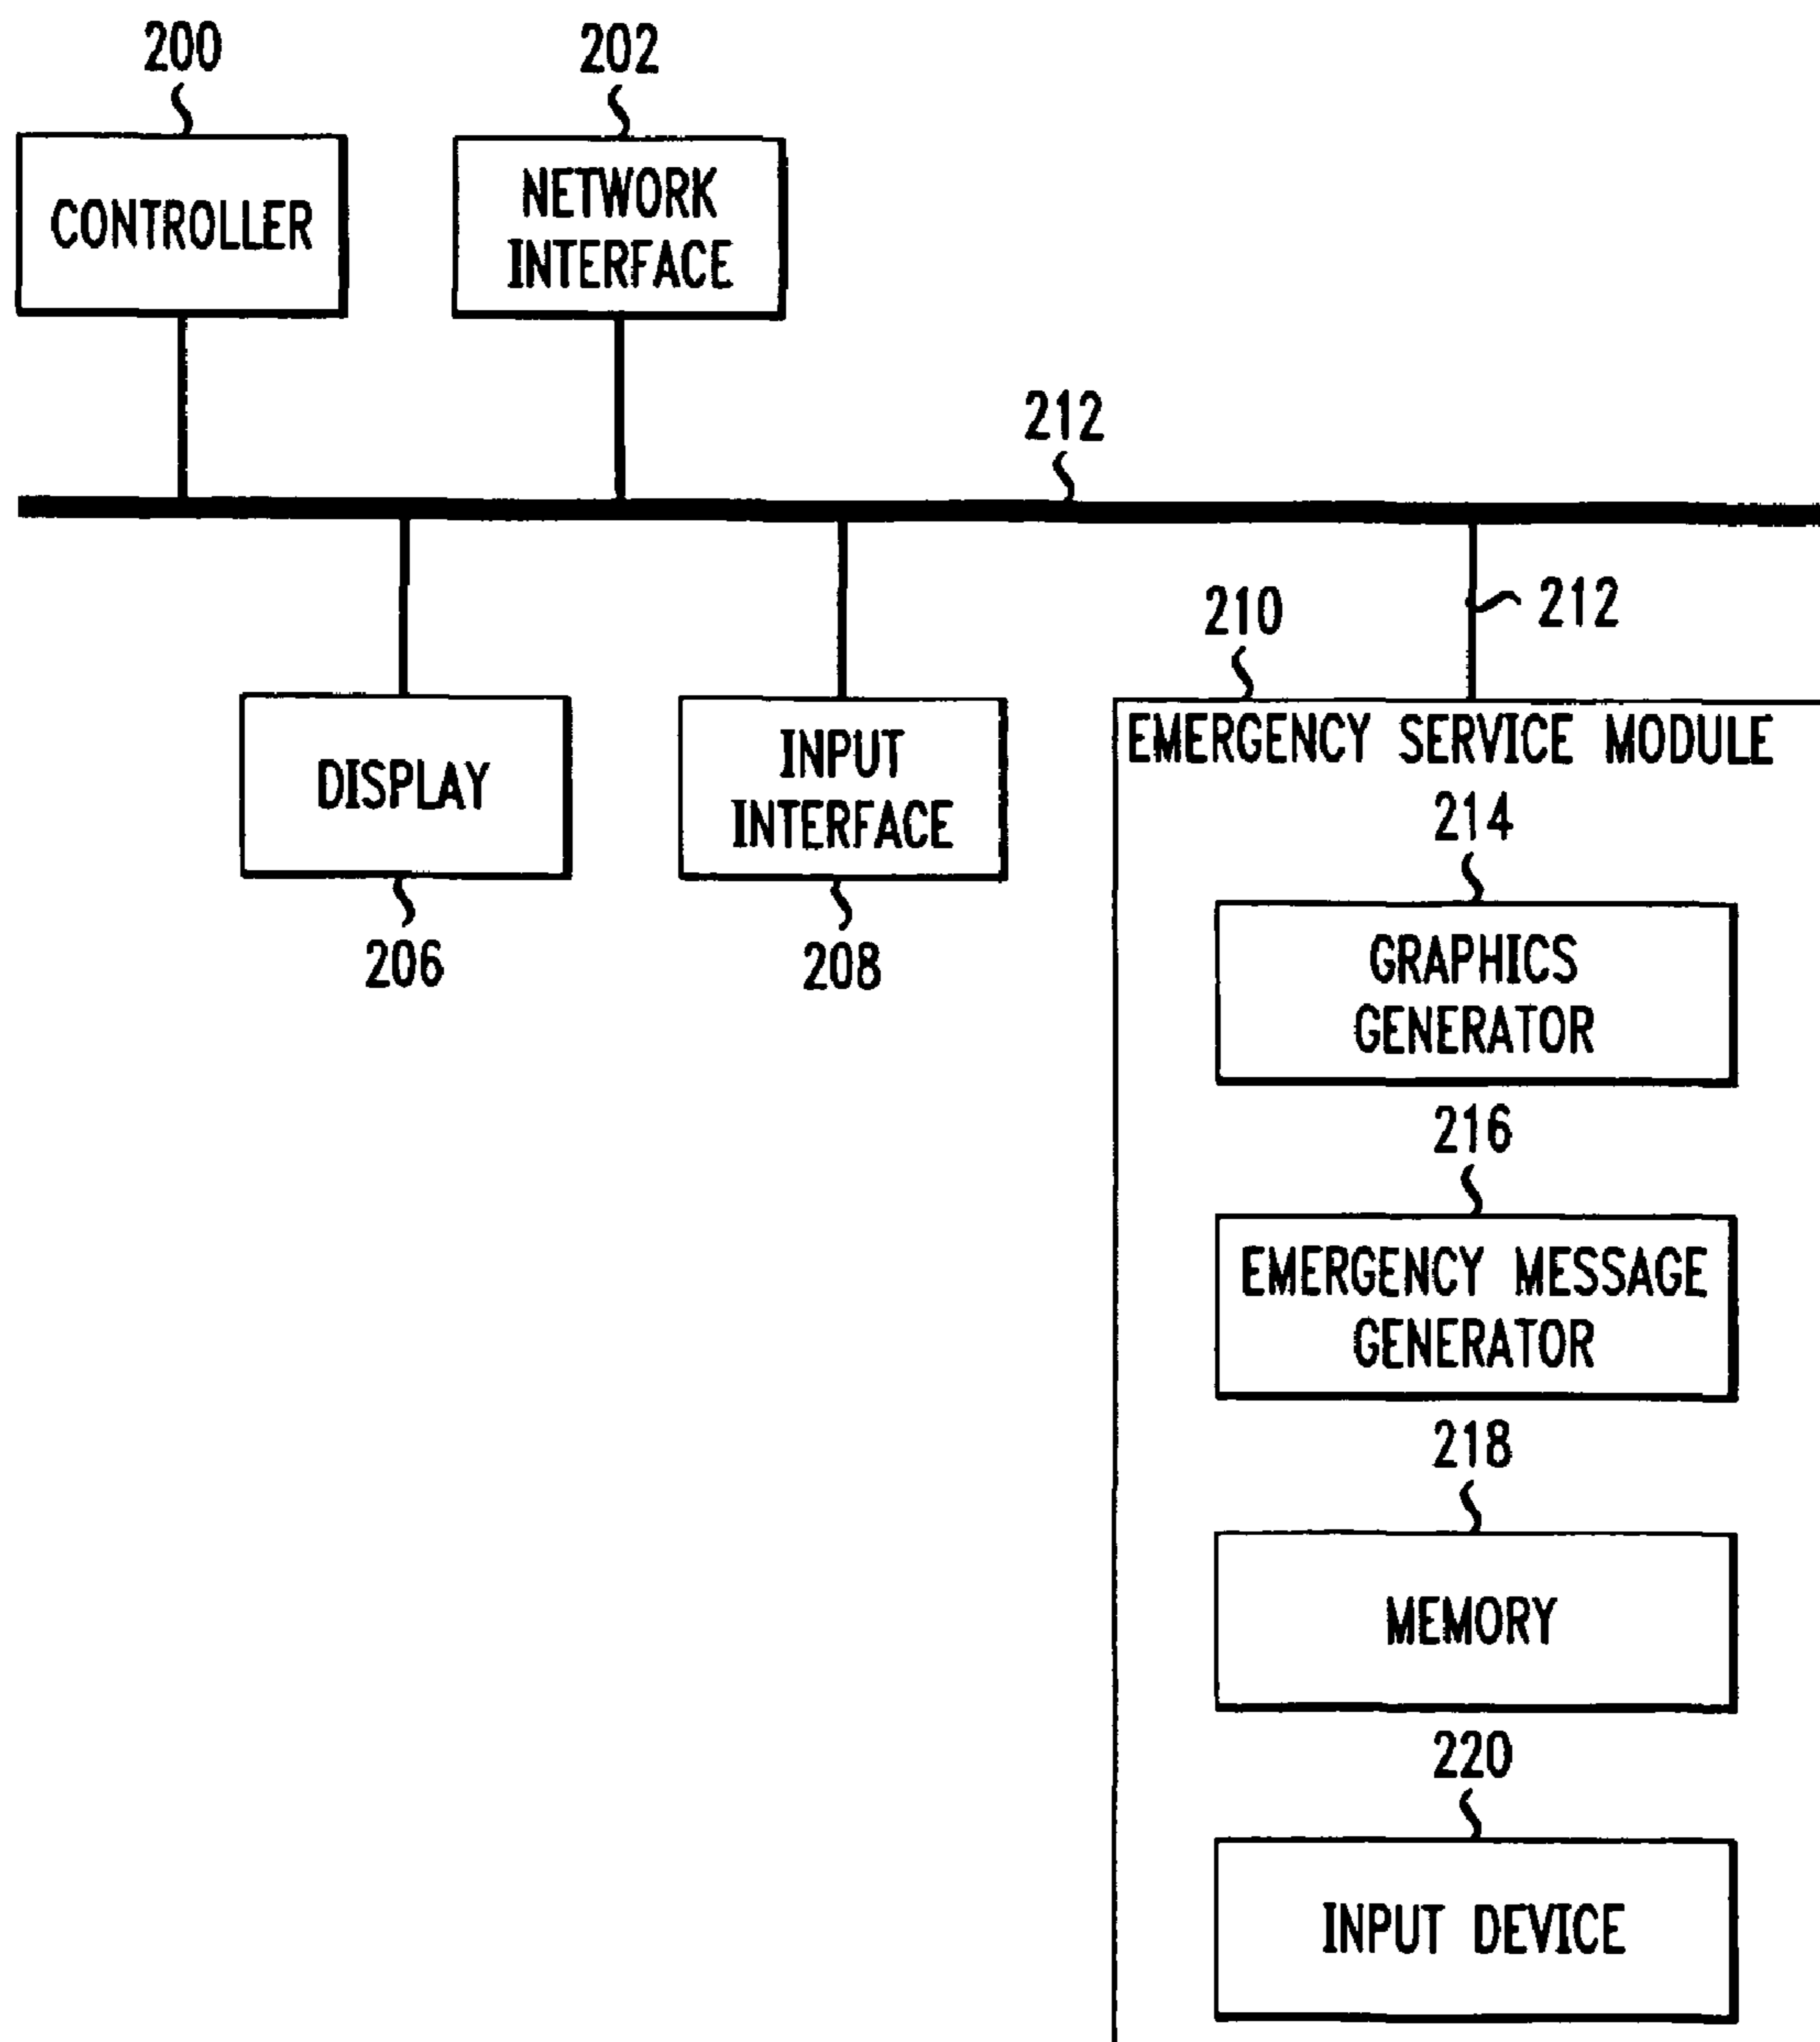 200
CONTROLLER
202
NETWORK
INTERFACE
212
212
DISPLAY
206
INPUT
INTERFACE
208
210
EMERGENCY SERVICE MODULE
214
GRAPHICS
GENERATOR
216
EMERGENCY MESSAGE
GENERATOR
218
MEMORY
220
INPUT DEVICE